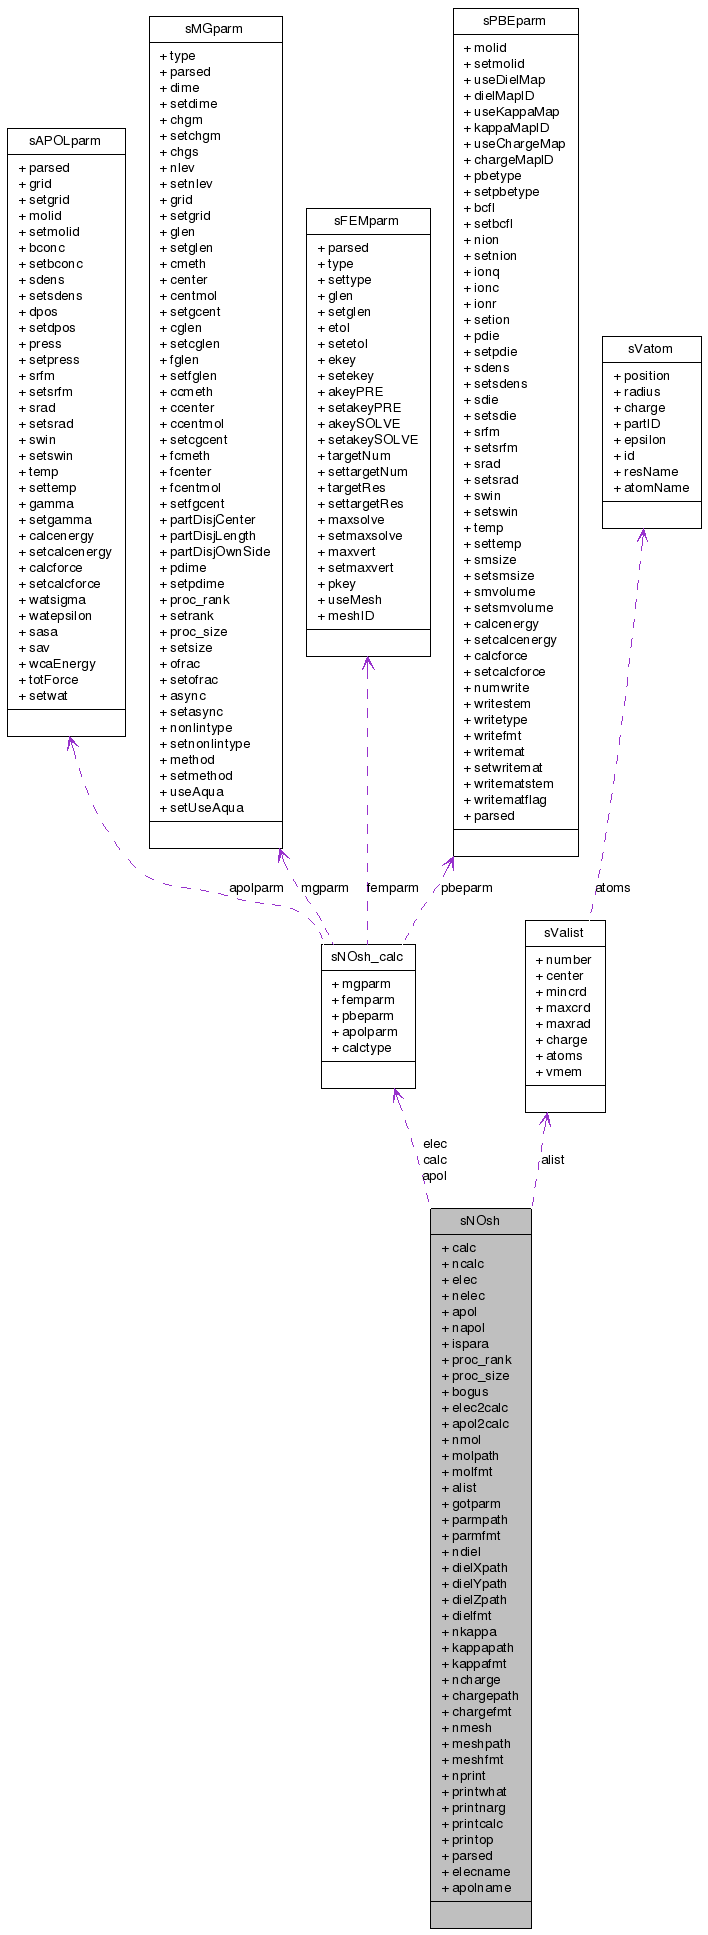 sAPOLparm
+ parsed
+ grid
+ setgrid
+ molid
+ setmolid
+ bconc
+ setbconc
+ sdens
+ setsdens
+ dpos
+ setdpos
+ press
+ setpress
+ srfm
+ setsrfm
+ srad
+ setsrad
+ swin
+ setswin
+ temp
+ settemp
+ gamma
+ setgamma
+ calcenergy
+ setcalcenergy
+ calcforce
+ setcalcforce
+ watsigma
+ watepsilon
+ sasa
+ sav
+ wcaEnergy
+ totForce
+ setwat
sMGparm
+ type
+ parsed
+ dime
+ setdime
+ chgm
+ setchgm
+ chgs
+ nlev
+ setnlev
+ grid
+ setgrid
+ glen
+ setglen
+ cmeth
+ center
+ centmol
+ setgcent
+ cglen
+ setcglen
+ fglen
+ setfglen
+ ccmeth
+ ccenter
+ ccentmol
+ setcgcent
+ fcmeth
+ fcenter
+ fcentmol
+ setfgcent
+ partDisjCenter
+ partDisjLength
+ partDisjOwnSide
+ pdime
+ setpdime
+ proc_rank
+ setrank
+ proc_size
+ setsize
+ ofrac
+ setofrac
+ async
+ setasync
+ nonlintype
+ setnonlintype
+ method
+ setmethod
+ useAqua
+ setUseAqua
sFEMparm
+ parsed
+ type
+ settype
+ glen
+ setglen
+ etol
+ setetol
+ ekey
+ setekey
+ akeyPRE
+ setakeyPRE
+ akeySOLVE
+ setakeySOLVE
+ targetNum
+ settargetNum
+ targetRes
+ settargetRes
+ maxsolve
+ setmaxsolve
+ maxvert
+ setmaxvert
+ pkey
+ useMesh
+ meshID
sPBEparm
+ molid
+ setmolid
+ useDielMap
+ dielMapID
+ useKappaMap
+ kappaMapID
+ useChargeMap
+ chargeMapID
+ pbetype
+ setpbetype
+ bcfl
+ setbcfl
+ nion
+ setnion
+ ionq
+ ionc
+ ionr
+ setion
+ pdie
+ setpdie
+ sdens
+ setsdens
+ sdie
+ setsdie
+ srfm
+ setsrfm
+ srad
+ setsrad
+ swin
+ setswin
+ temp
+ settemp
+ smsize
+ setsmsize
+ smvolume
+ setsmvolume
+ calcenergy
+ setcalcenergy
+ calcforce
+ setcalcforce
+ numwrite
+ writestem
+ writetype
+ writefmt
+ writemat
+ setwritemat
+ writematstem
+ writematflag
+ parsed
sVatom
+ position
+ radius
+ charge
+ partID
+ epsilon
+ id
+ resName
+ atomName
apolparm
mgparm
femparm
pbeparm
atoms
sNOsh_calc
+ mgparm
+ femparm
+ pbeparm
+ apolparm
+ calctype
sValist
+ number
+ center
+ mincrd
+ maxcrd
+ maxrad
+ charge
+ atoms
+ vmem
elec
calc
apol
alist
sNOsh
+ calc
+ ncalc
+ elec
+ nelec
+ apol
+ napol
+ ispara
+ proc_rank
+ proc_size
+ bogus
+ elec2calc
+ apol2calc
+ nmol
+ molpath
+ molfmt
+ alist
+ gotparm
+ parmpath
+ parmfmt
+ ndiel
+ dielXpath
+ dielYpath
+ dielZpath
+ dielfmt
+ nkappa
+ kappapath
+ kappafmt
+ ncharge
+ chargepath
+ chargefmt
+ nmesh
+ meshpath
+ meshfmt
+ nprint
+ printwhat
+ printnarg
+ printcalc
+ printop
+ parsed
+ elecname
+ apolname